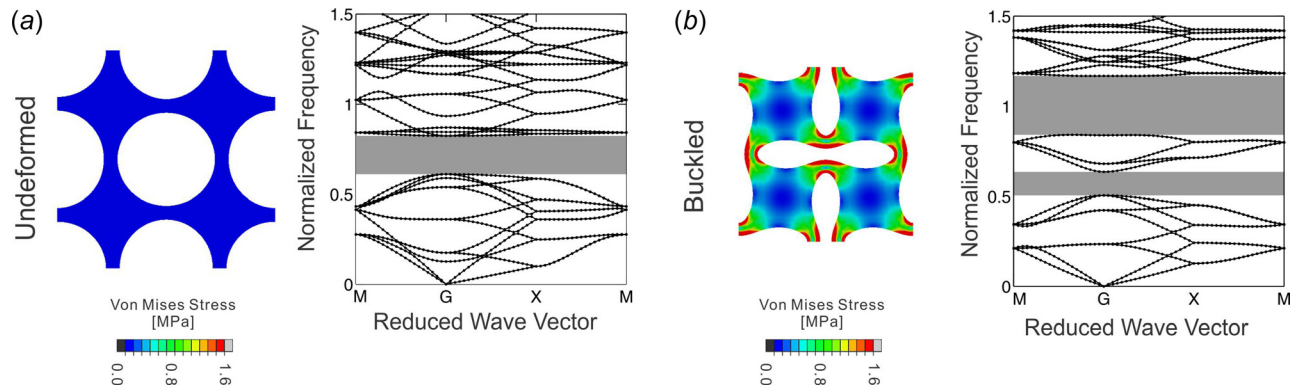 (a)
Undeformed
Von Mises Stress
[MPa]
0.0
0.8
1.6
Normalized Frequency
1.5
1
0.5
0
M
G
X
M
Reduced Wave Vector
(b)
Buckled
Von Mises Stress
[MPa]
0.0
0.8
1.6
Normalized Frequency
1.5
1
0.5
0
M
G
X
M
Reduced Wave Vector